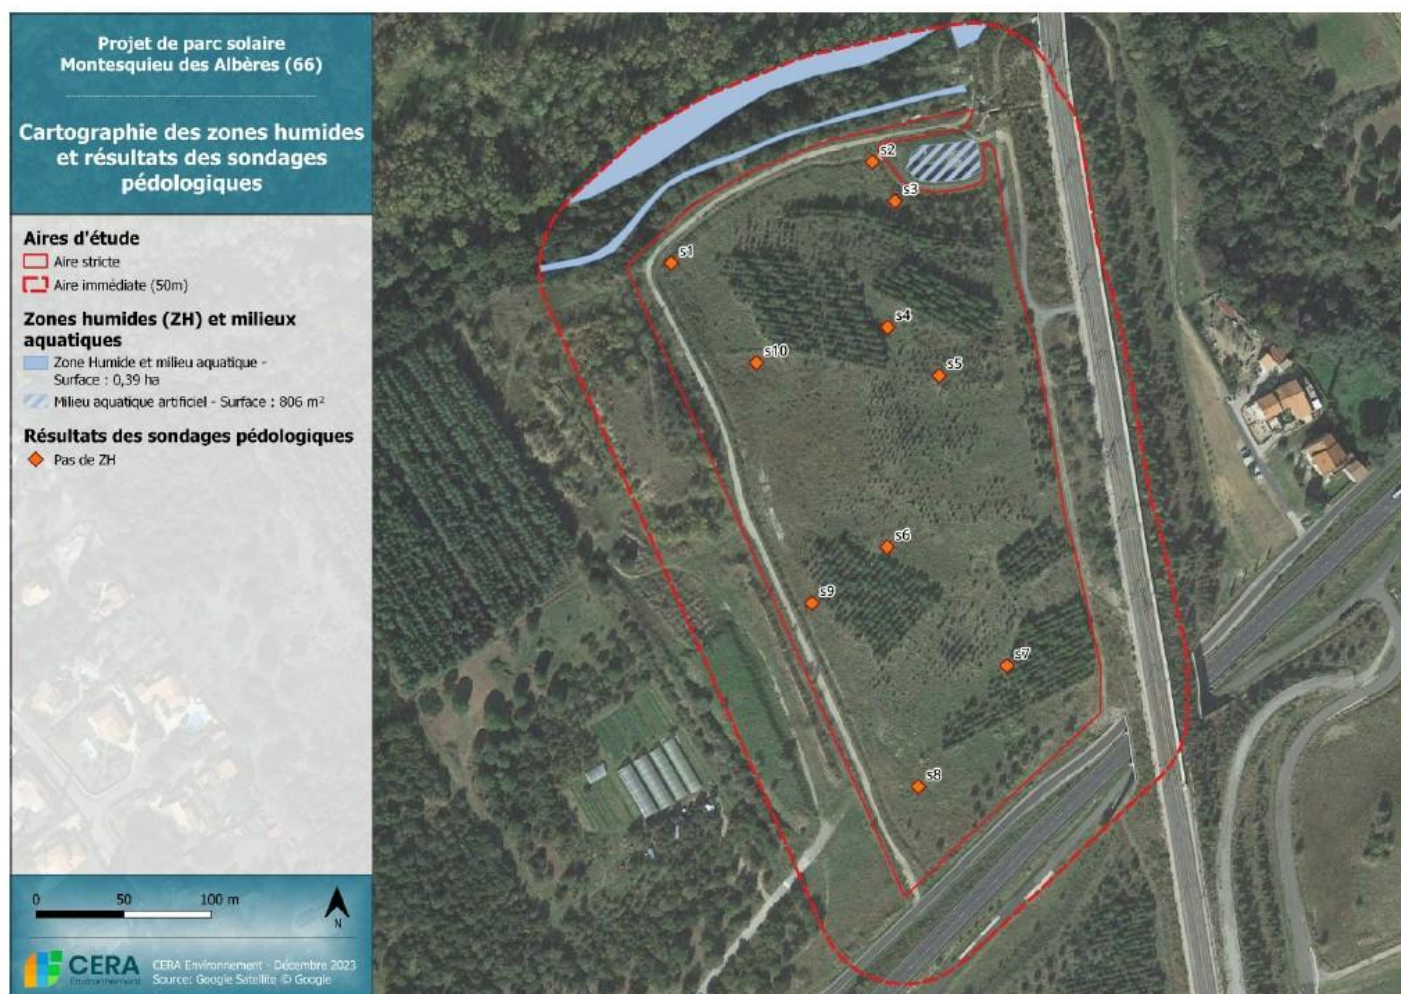 Projet de parc solaire
Montesquieu des Albères (66)
Cartographie des zones humides
et résultats des sondages
pédologiques
Aires d'étude
Aire stricte
Aire immédiate (50m)
Zones humides (ZH) et milieux
aquatiques
Zone Humide et milieu aquatique -
Surface : 0,39 ha
Milieu aquatique artificiel - Surface : 806 m²
Résultats des sondages pédologiques
Pas de ZH
s2
s3
s1
s4
s10
s5
s6
s9
s7
s8
0 50 100 m
N
CERA
Environnement
CERA Environnement - Décembre 2023
Source: Google Satellite © Google